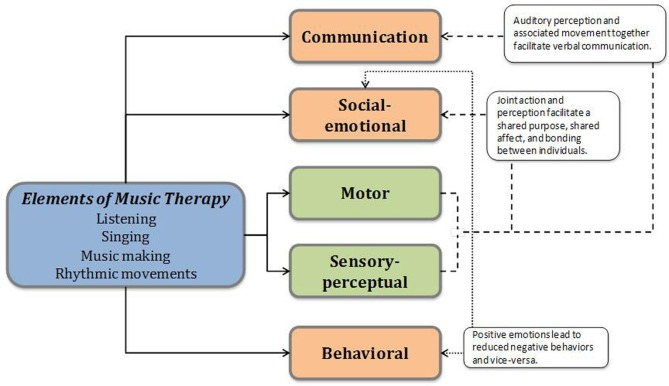 Communication
Auditory perception and
associated movement together
facilitate verbal communication.
Social-
emotional
Joint action and
perception facilitate a
shared purpose, shared
affect, and bonding
between individuals.
Elements of Music Therapy
Listening
Singing
Music making
Rhythmic movements
Motor
Sensory-
perceptual
Behavioral
Positive emotions lead to
reduced negative behaviors
and vice-versa.